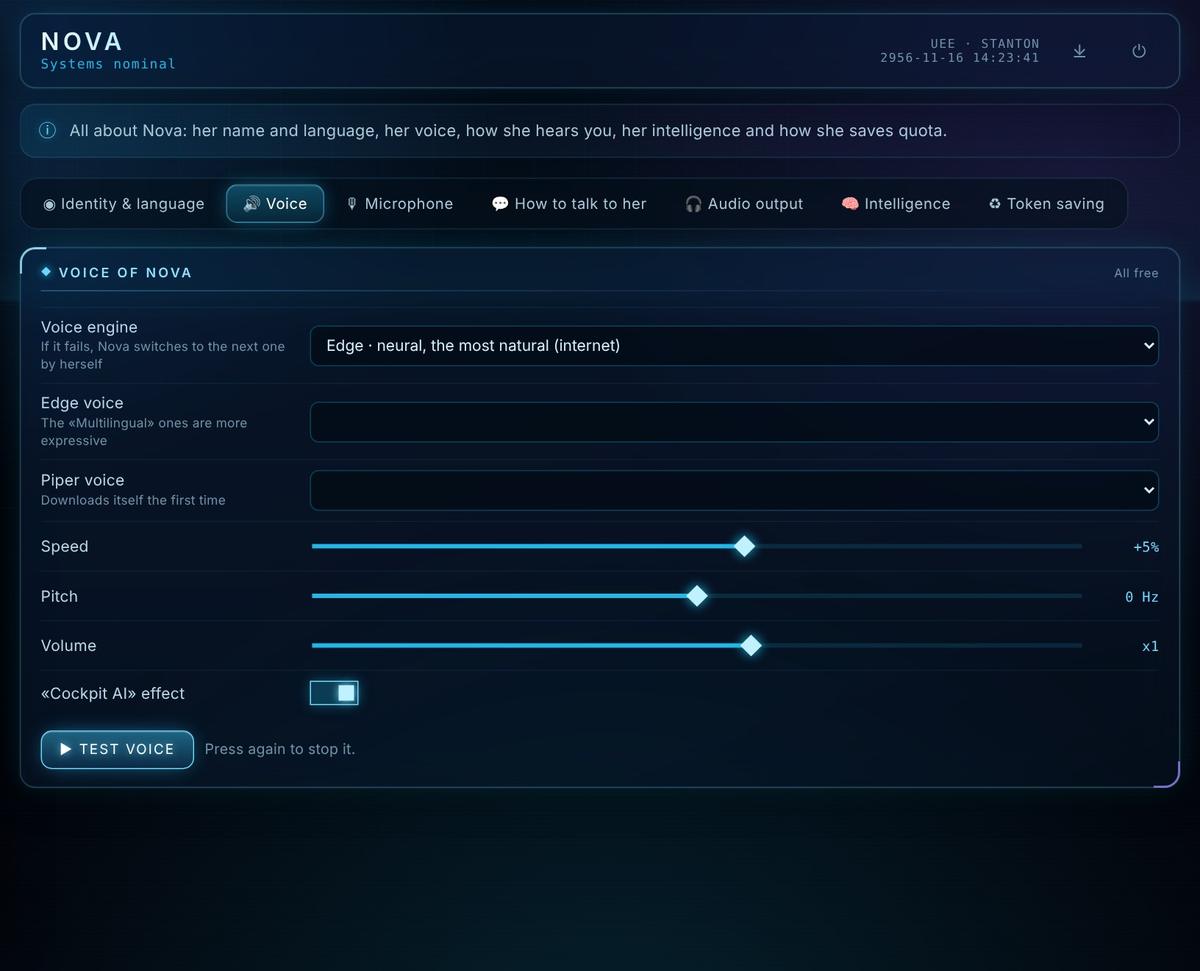 NOVA
Systems nominal
UEE · STANTON
2956-11-16 14:23:41
All about Nova: her name and language, her voice, how she hears you, her intelligence and how she saves quota.
Identity & language
Voice
Microphone
How to talk to her
Audio output
Intelligence
Token saving
VOICE OF NOVA
All free
Voice engine
If it fails, Nova switches to the next one
by herself
Edge · neural, the most natural (internet)
Edge voice
The «Multilingual» ones are more
expressive
Piper voice
Downloads itself the first time
Speed
+5%
Pitch
0 Hz
Volume
x1
«Cockpit AI» effect
TEST VOICE
Press again to stop it.